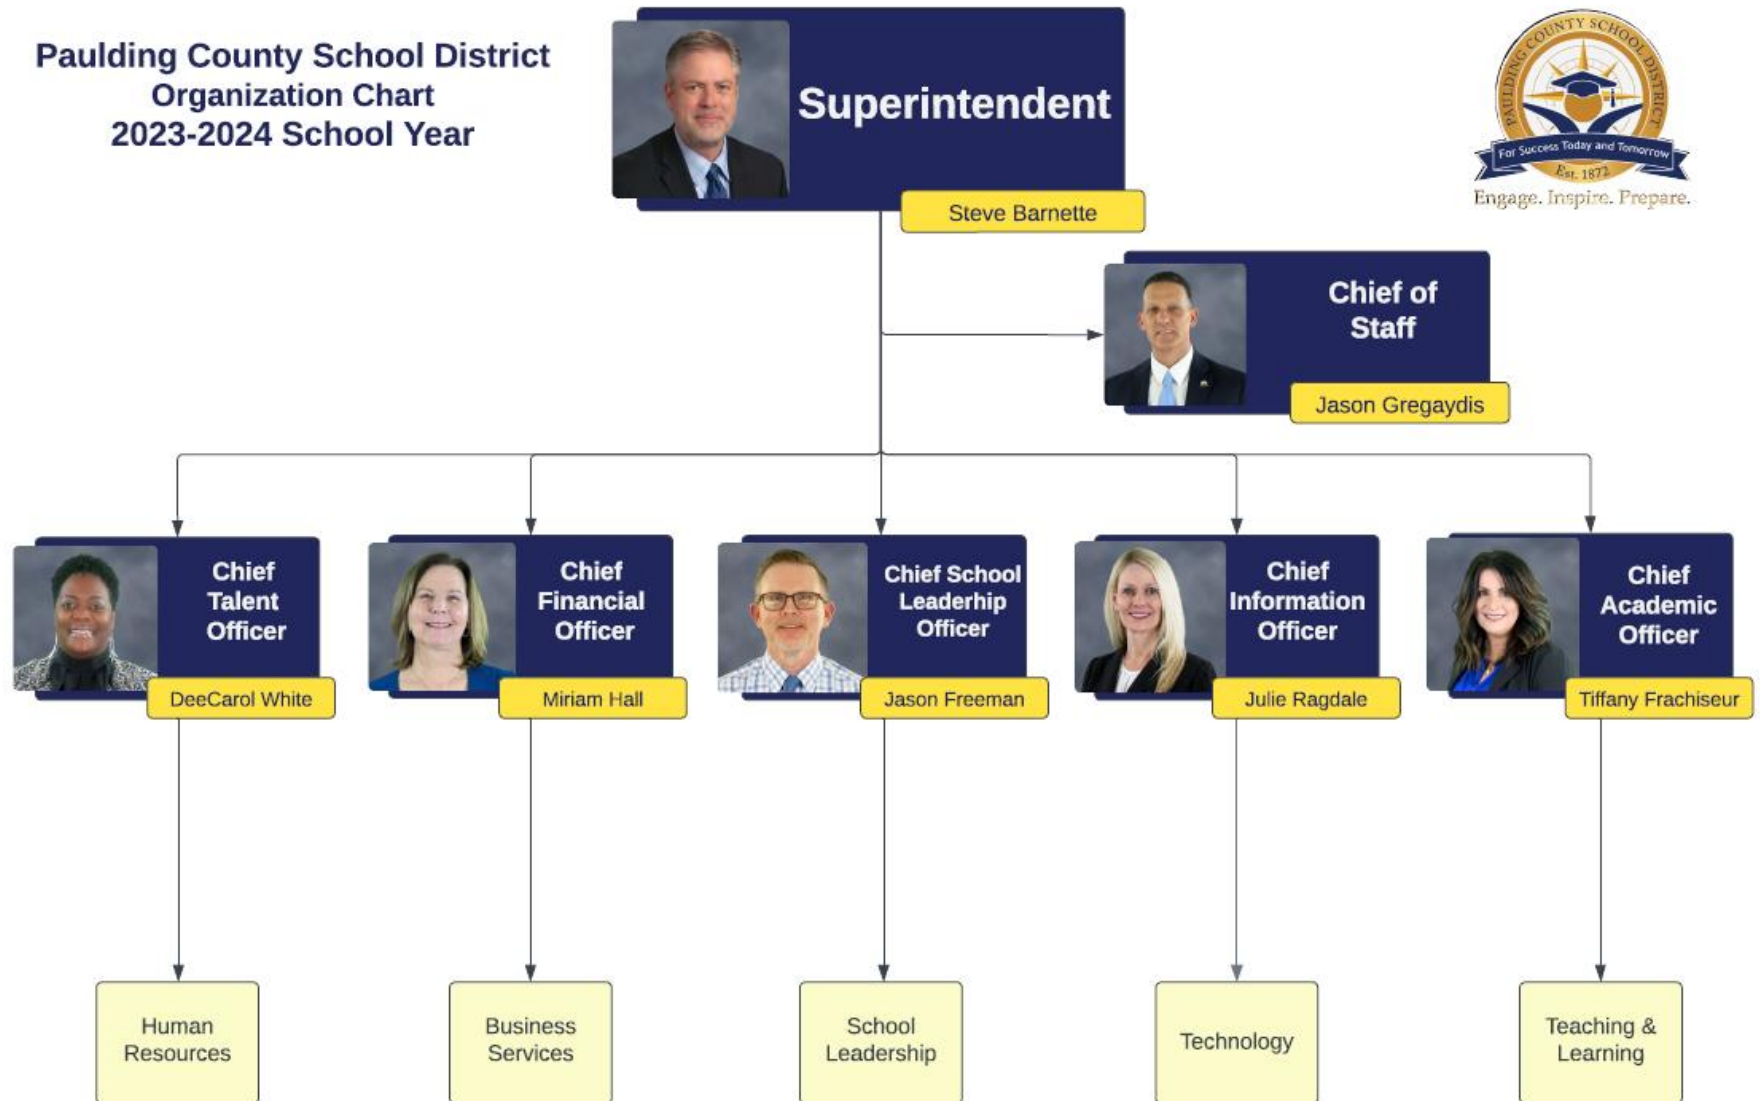 Paulding County School District
Organization Chart
2023-2024 School Year
Superintendent
Steve Barnette
PAULDING COUNTY SCHOOL DISTRICT
For Success Today and Tomorrow
Est. 1872
Engage. Inspire. Prepare.
Chief of
Staff
Jason Gregaydis
Chief
Talent
Officer
DeeCarol White
Chief
Financial
Officer
Miriam Hall
Chief School
Leaderhip
Officer
Jason Freeman
Chief
Information
Officer
Julie Ragdale
Chief
Academic
Officer
Tiffany Frachiseur
Human
Resources
Business
Services
School
Leadership
Technology
Teaching &
Learning